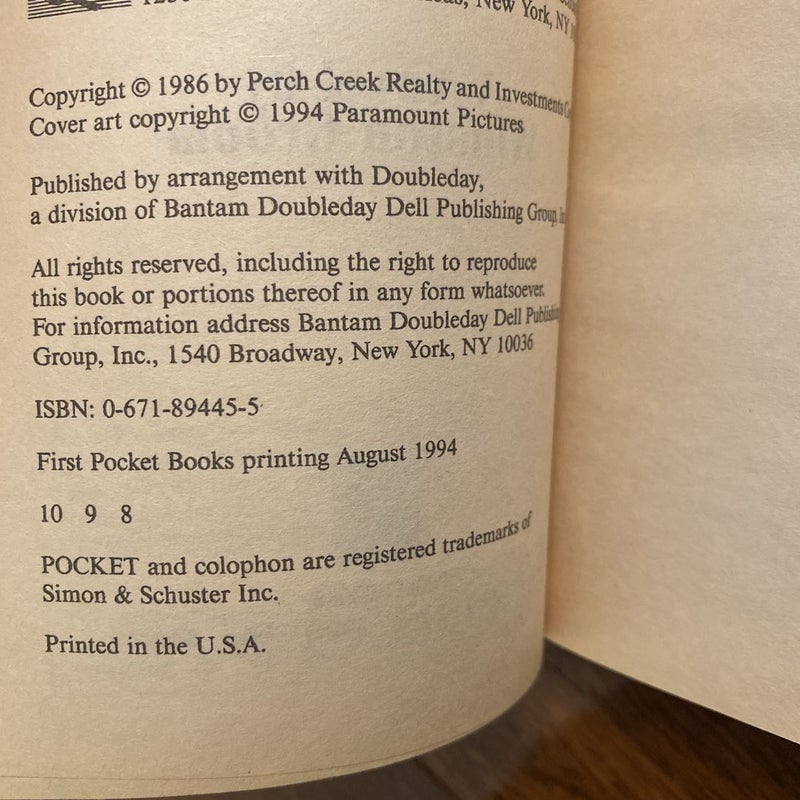 New York, NY
Copyright © 1986 by Perch Creek Realty and Investments
Cover art copyright © 1994 Paramount Pictures
Published by arrangement with Doubleday,
a division of Bantam Doubleday Dell Publishing Group,
All rights reserved, including the right to reproduce
this book or portions thereof in any form whatsoever.
For information address Bantam Doubleday Dell Publishing
Group, Inc., 1540 Broadway, New York, NY 10036
ISBN: 0-671-89445-5
First Pocket Books printing August 1994
10 9 8
POCKET and colophon are registered trademarks of
Simon & Schuster Inc.
Printed in the U.S.A.